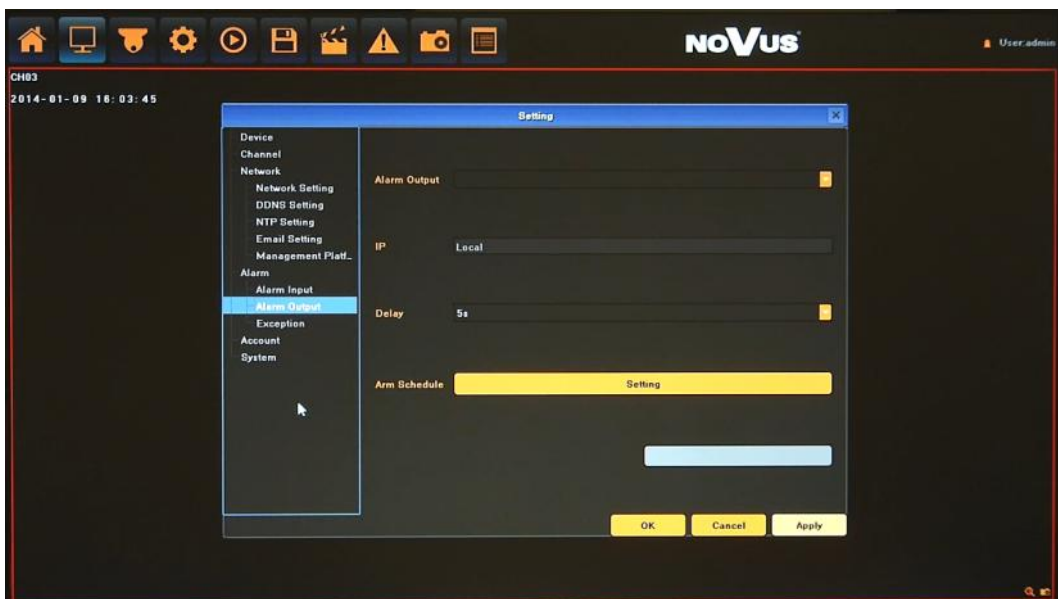 NOVUS
User:admin
CH03
2014-01-09 16:03:45
Setting
Device
Channel
Network
Network Setting
DDNS Setting
NTP Setting
Email Setting
Management Platf_
Alarm
Alarm Input
Alarm Output
Exception
Account
System
Alarm Output
IP
Local
Delay
5s
Arm Schedule
Setting
OK
Cancel
Apply